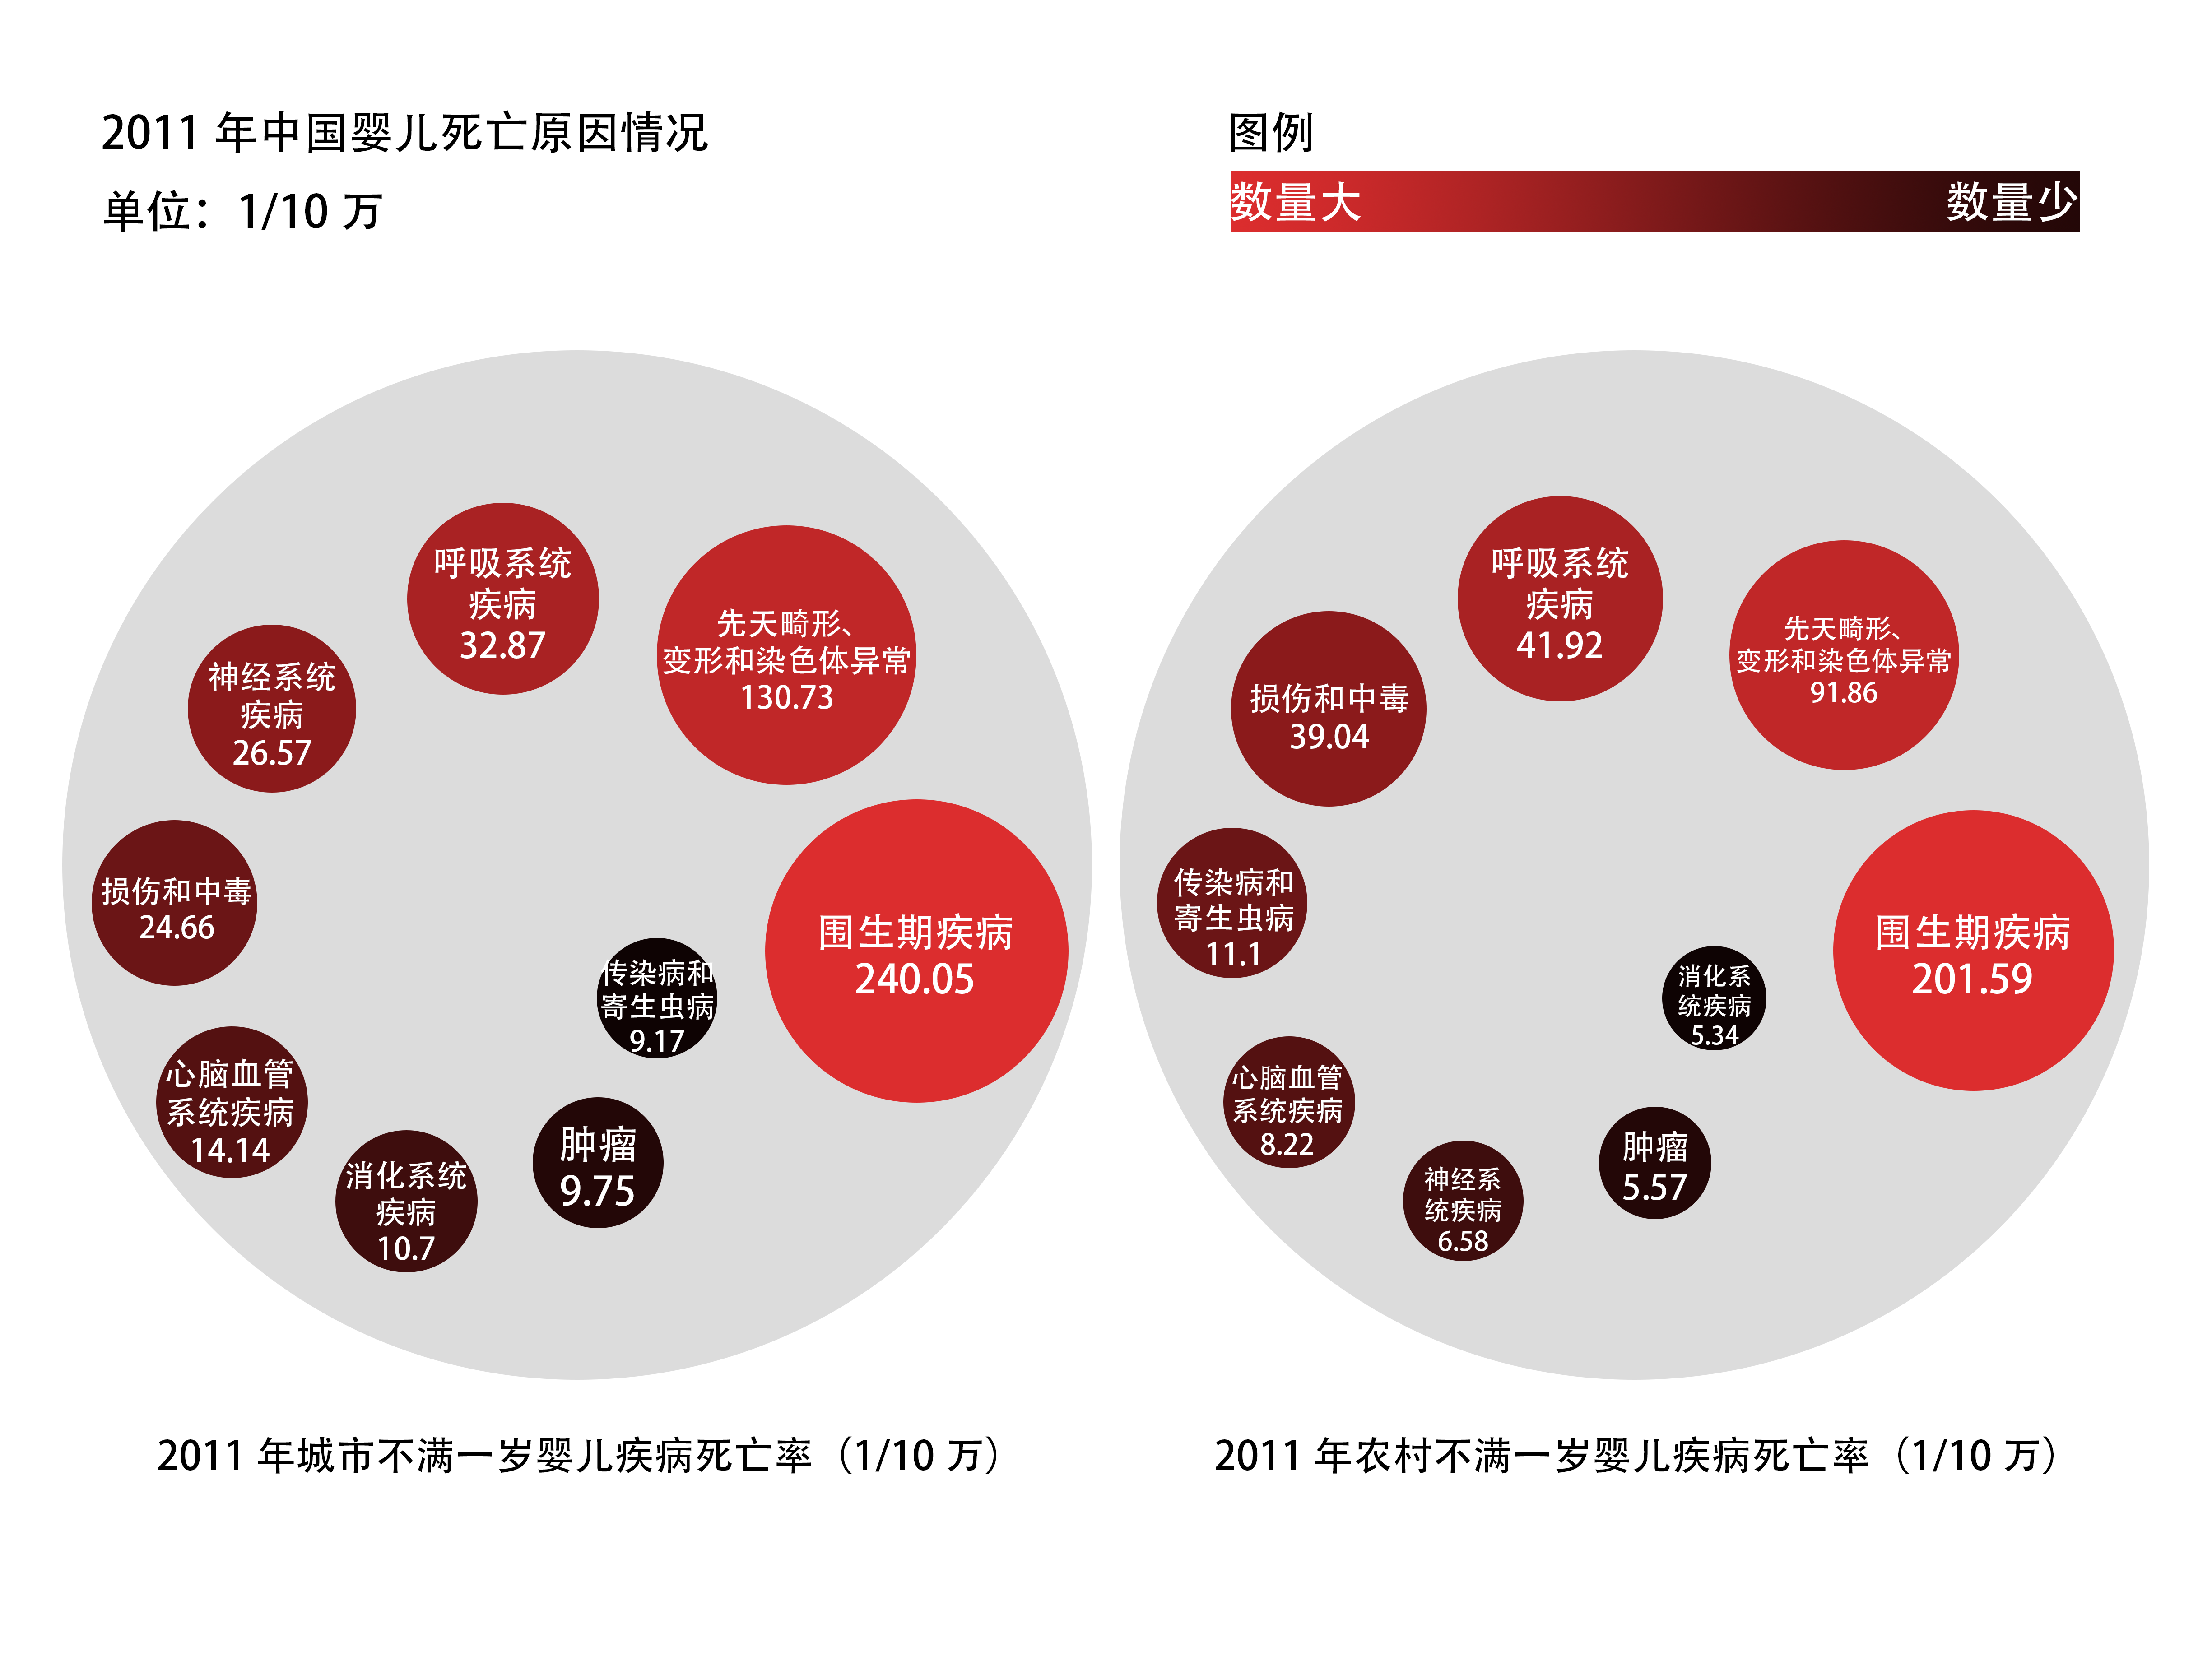 2011 年中国婴儿死亡原因情况
单位：1/10 万
图例
数量大
数量少
呼吸系统
疾病
32.87
先天畸形、
变形和染色体异常
130.73
神经系统
疾病
26.57
损伤和中毒
24.66
围生期疾病
240.05
传染病和
寄生虫病
9.17
心脑血管
系统疾病
14.14
消化系统
疾病
10.7
肿瘤
9.75
2011 年城市不满一岁婴儿疾病死亡率（1/10 万）
呼吸系统
疾病
41.92
先天畸形、
变形和染色体异常
91.86
损伤和中毒
39.04
传染病和
寄生虫病
11.1
围生期疾病
201.59
消化系
统疾病
5.34
心脑血管
系统疾病
8.22
神经系
统疾病
6.58
肿瘤
5.57
2011 年农村不满一岁婴儿疾病死亡率（1/10 万）